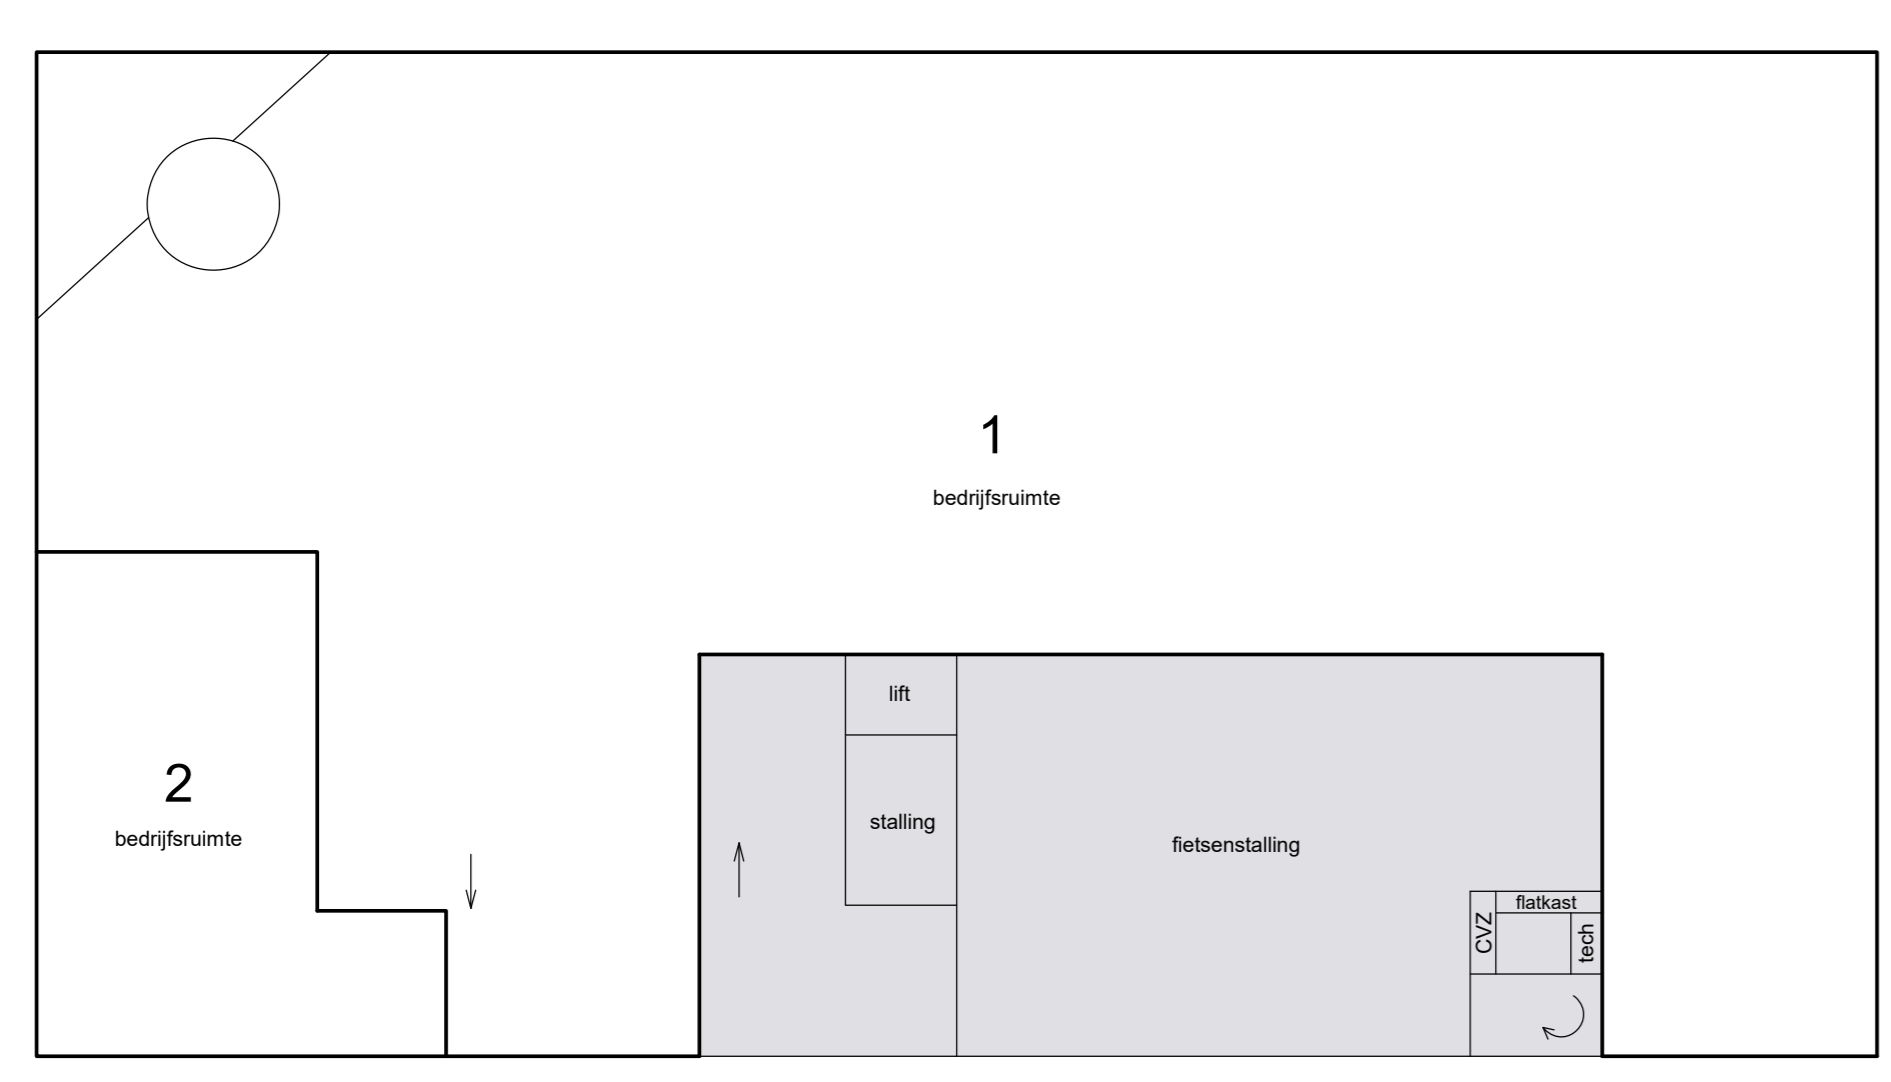 1
bedrijfsruimte
lift
2
stalling
bedrijfsruimte
fietsenstalling
flatkast
CVZ
tech